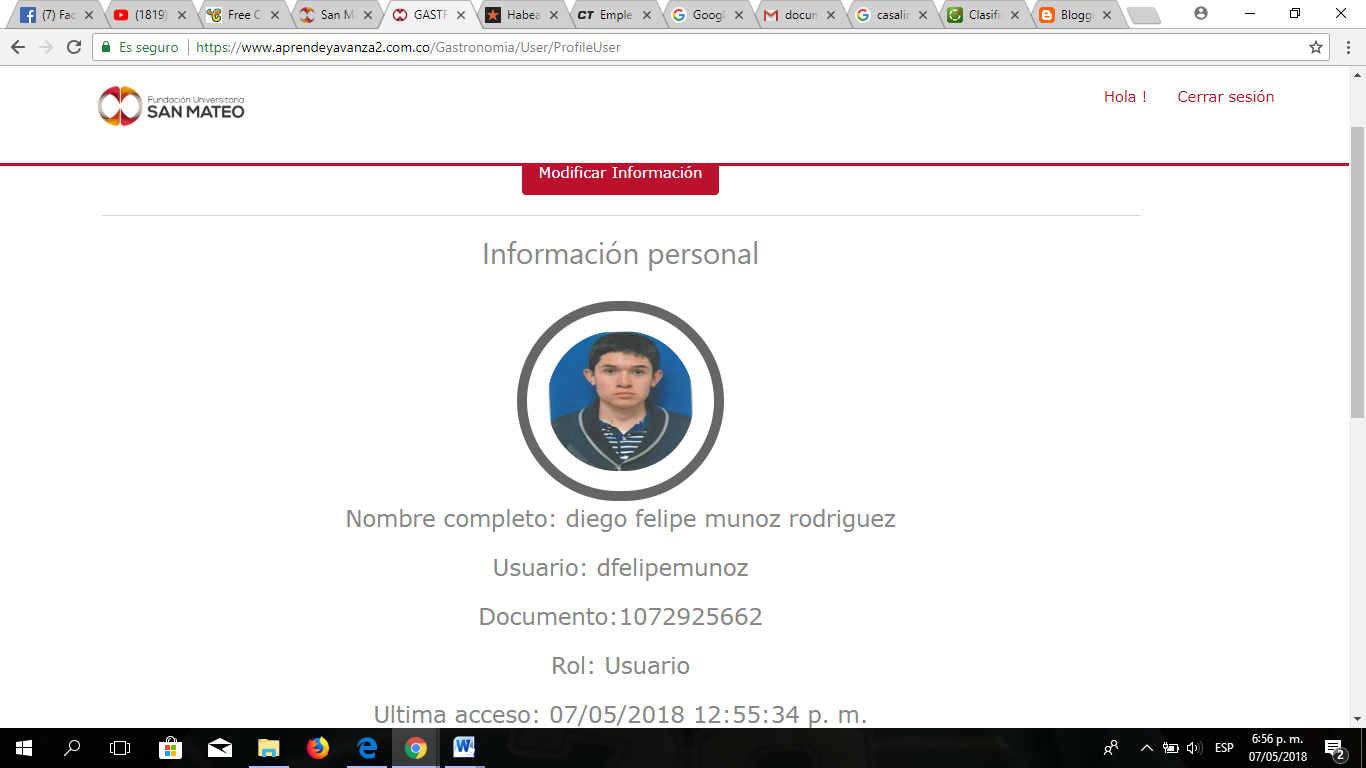 (7) Fac
(1819)
Free C
San M
GASTR
Habea
CT Emple
Googl
docum
casalin
Clasific
Blogge
Es seguro
https://www.aprendeyavanza2.com.co/Gastronomia/User/ProfileUser
Fundación Universitaria
SAN MATEO
Hola !
Cerrar sesión
Modificar Información
Información personal
Nombre completo: diego felipe munoz rodriguez
Usuario: dfelipemunoz
Documento:1072925662
Rol: Usuario
Ultima acceso: 07/05/2018 12:55:34 p. m.
ESP
6:56 p. m.
07/05/2018
2